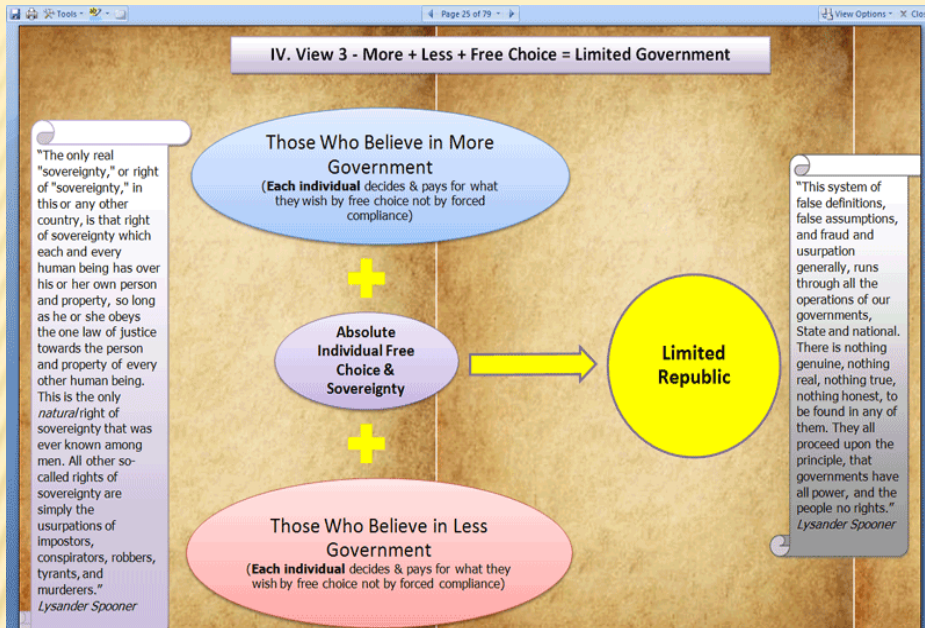 Tools
Page 25 of 79
View Options
X Clos
IV. View 3 - More + Less + Free Choice = Limited Government
"The only real
"sovereignty," or right
of "sovereignty," in
this or any other
country, is that right
of sovereignty which
each and every
human being has over
his or her own person
and property, so long
as he or she obeys
the one law of justice
towards the person
and property of every
other human being.
This is the only
natural right of
sovereignty that was
ever known among
men. All other so-
called rights of
sovereignty are
simply the
usurpations of
impostors,
conspirators, robbers,
tyrants, and
murderers."
Lysander Spooner
Those Who Believe in More
Government
(Each individual decides & pays for what
they wish by free choice not by forced
compliance)
Absolute
Individual Free
Choice &
Sovereignty
Those Who Believe in Less
Government
(Each individual decides & pays for what they
wish by free choice not by forced compliance)
Limited
Republic
"This system of
false definitions,
false assumptions,
and fraud and
usurpation
generally, runs
through all the
operations of our
governments,
State and national.
There is nothing
genuine, nothing
real, nothing true,
nothing honest, to
be found in any of
them. They all
proceed upon the
principle, that
governments have
all power, and the
people no rights."
Lysander Spooner